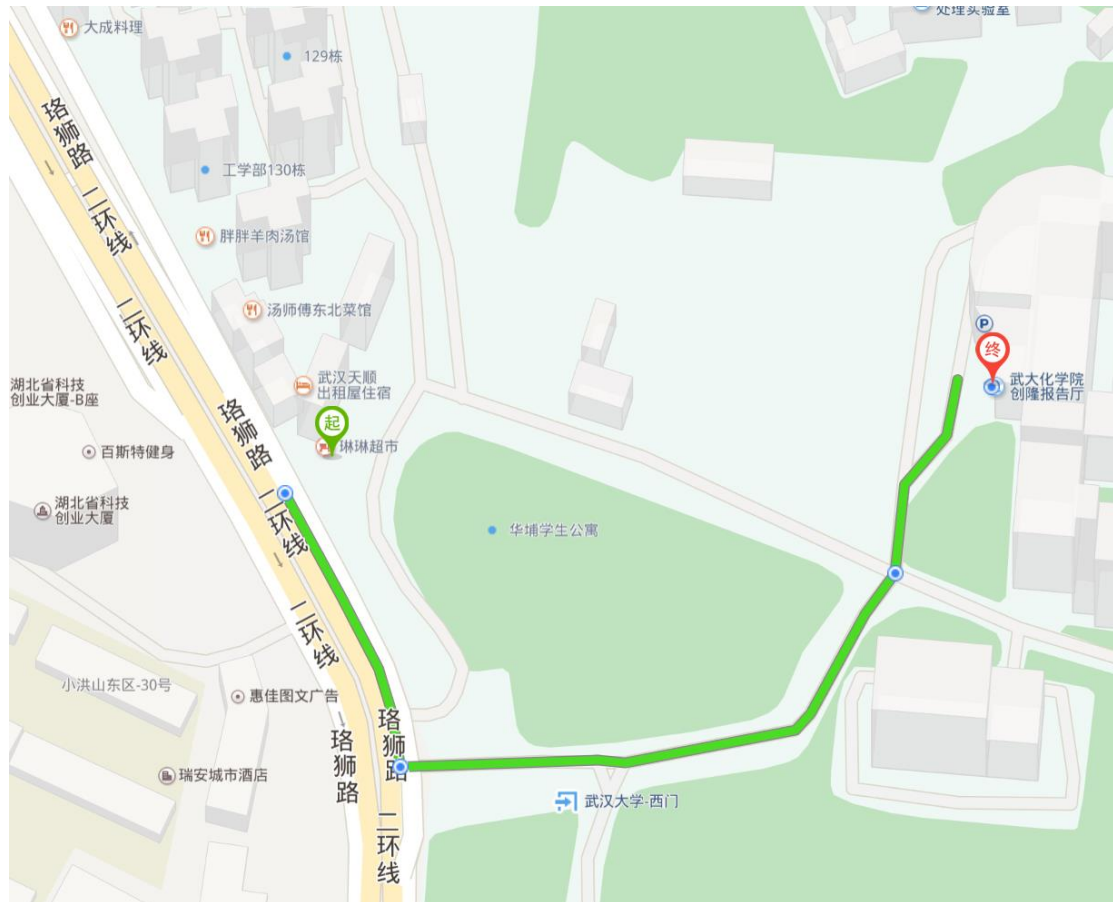 处理实验室
大成料理
129栋
珞狮路
二环线
工学部130栋
胖胖羊肉汤馆
二环线
汤师傅东北菜馆
P
终
武大化学院
创隆报告厅
湖北省科技
创业大厦-B座
武汉天顺
出租屋住宿
珞狮路
起
琳琳超市
百斯特健身
湖北省科技
创业大厦
二环线
华埔学生公寓
二环线
小洪山东区-30号
惠佳图文广告
珞狮路
珞狮路
瑞安城市酒店
武汉大学-西门
二环线